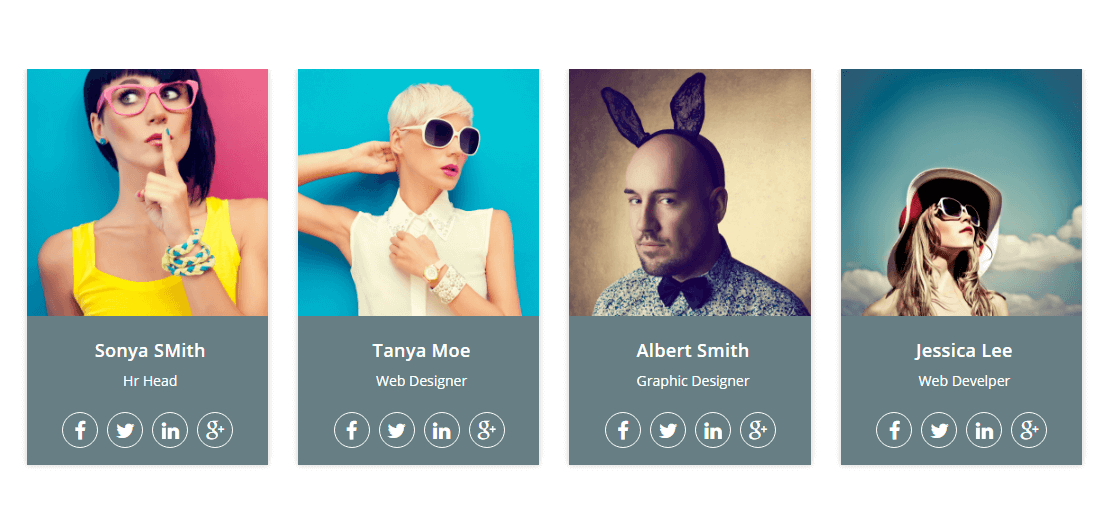 Sonya SMith
Hr Head
Tanya Moe
Web Designer
Albert Smith
Graphic Designer
Jessica Lee
Web Develper